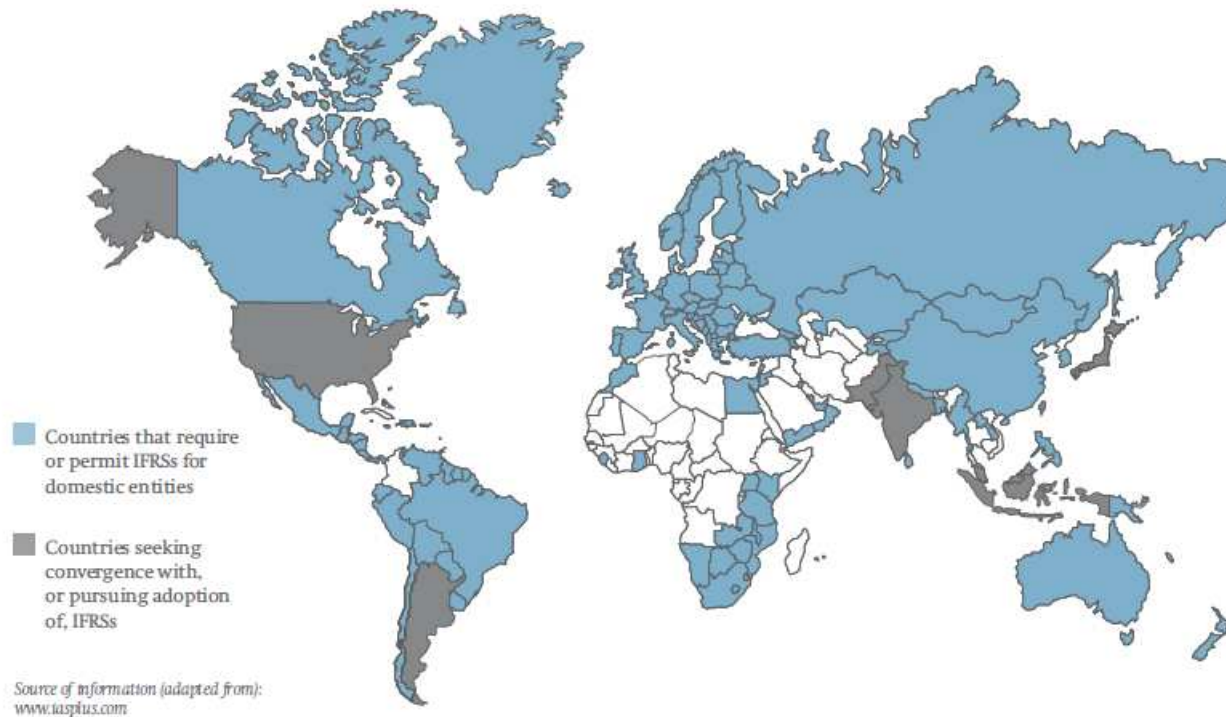 Countries that require
or permit IFRSs for
domestic entities
Countries seeking
convergence with,
or pursuing adoption
of, IFRSs
Source of information (adapted from):
www.iasplus.com